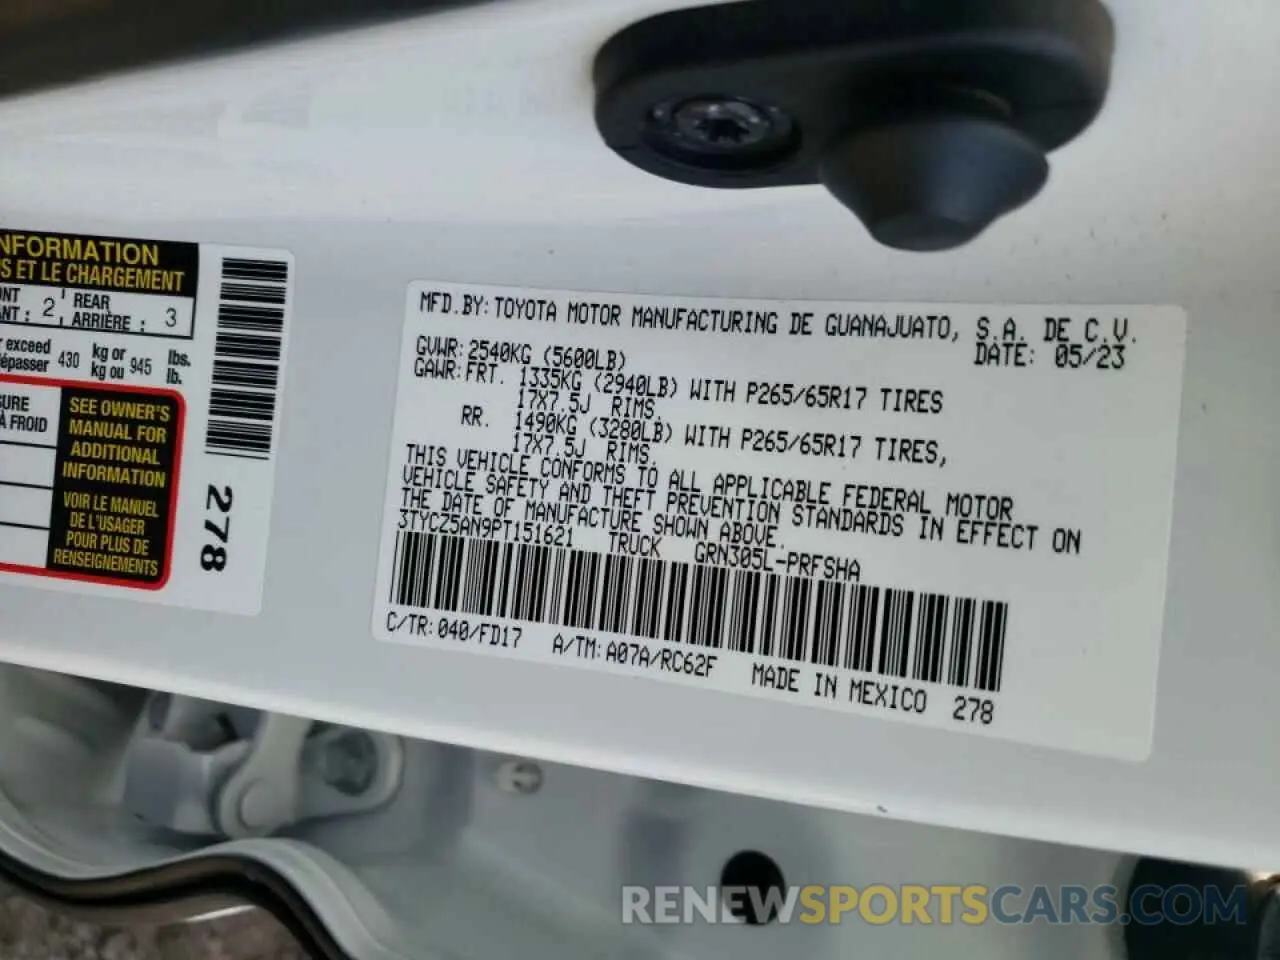 NFORMATION
S ET LE CHARGEMENT
2 REAR
ARRIÈRE : 3
exceed 430 kg or 945 lbs.
kg ou lb.
SEE OWNER'S
MANUAL FOR
ADDITIONAL
INFORMATION
VOIR LE MANUEL
DE L'USAGER
POUR PLUS DE
RENSEIGNEMENTS
À FROID
278
MFD.BY:TOYOTA MOTOR MANUFACTURING DE GUANAJUATO, S.A. DE C.V.
DATE: 05/23
GVWR:2540KG (5600LB)
GAWR:FRT. 1335KG (2940LB) WITH P265/65R17 TIRES
17X7.5J RIMS,
RR. 1490KG (3280LB) WITH P265/65R17 TIRES,
17X7.5J RIMS.
THIS VEHICLE CONFORMS TO ALL APPLICABLE FEDERAL MOTOR
VEHICLE SAFETY AND THEFT PREVENTION STANDARDS IN EFFECT ON
THE DATE OF MANUFACTURE SHOWN ABOVE.
3TYCZ5AN9PT151621 TRUCK GRN305L-PRFSHA
C/TR:040/FD17 A/TM:A07A/RC62F MADE IN MEXICO 278
RENEWSPORTSCARS.COM